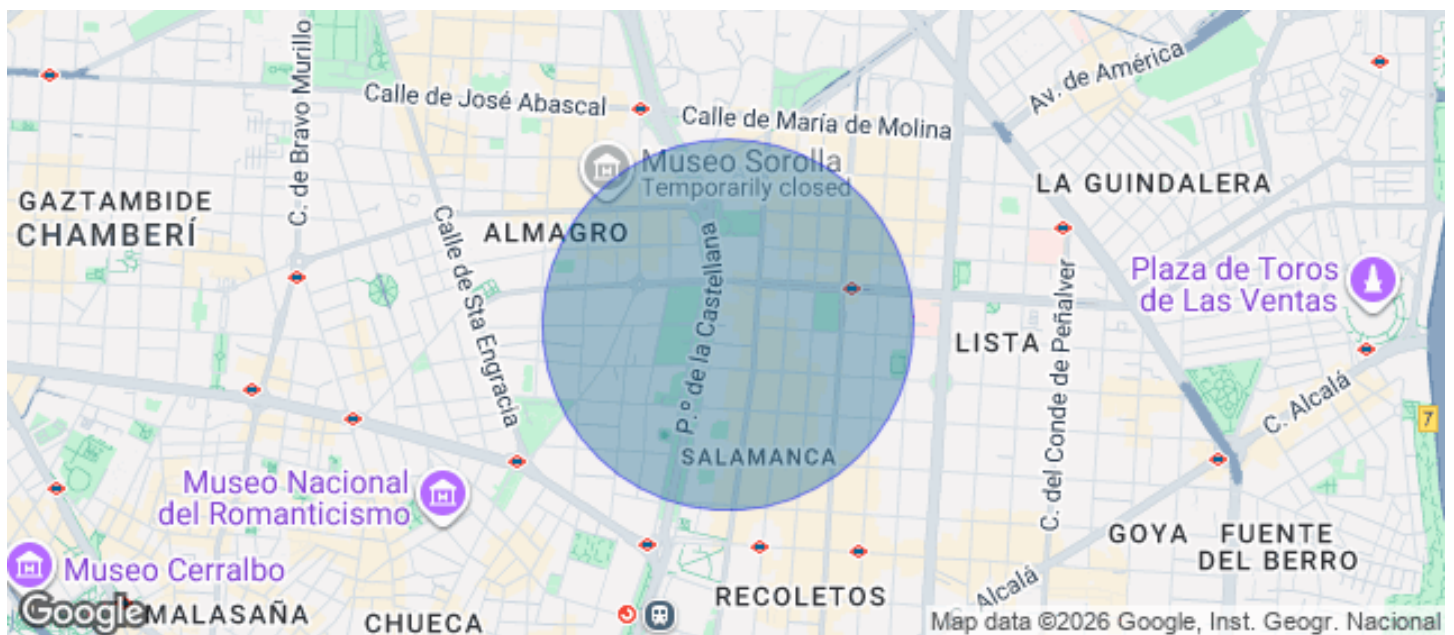 Calle de José Abascal
Calle de María de Molina
Av. de América
C. de Bravo Murillo
Museo Sorolla
Temporarily closed
GAZTAMBIDE
CHAMBERÍ
ALMAGRO
LA GUINDALERA
Calle de Sta Engracia
P.º de la Castellana
C. del Conde de Peñalver
Plaza de Toros
de Las Ventas
LISTA
C. Alcalá
7
SALAMANCA
Museo Nacional
del Romanticismo
GOYA
FUENTE
DEL BERRO
Museo Cerralbo
RECOLETOS
C. Alcalá
Google
MALASAÑA
CHUECA
Map data ©2026 Google, Inst. Geogr. Nacional